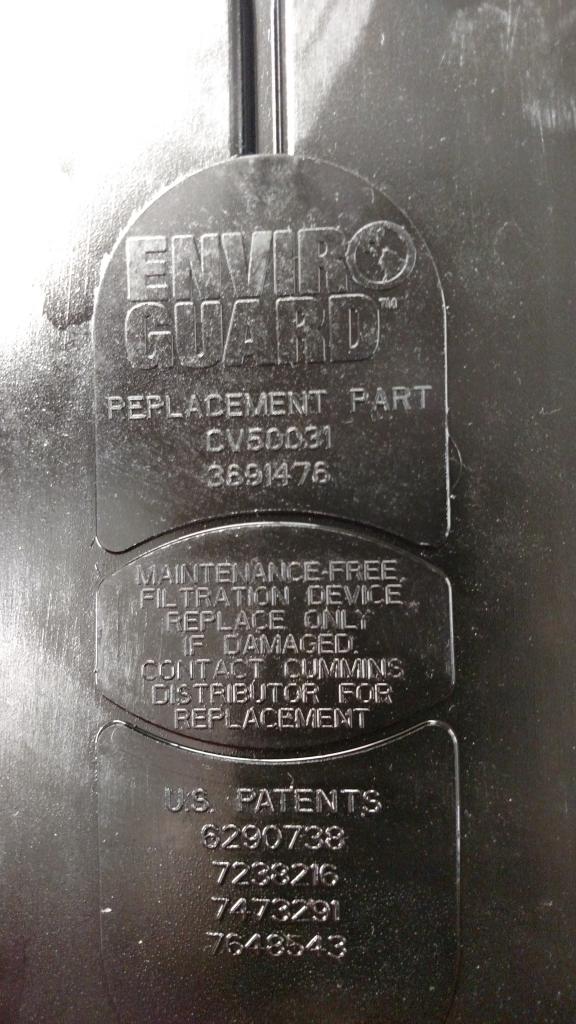 ENVIRO
GUARD™
REPLACEMENT PART
CV50031
3691476
MAINTENANCE-FREE
FILTRATION DEVICE
REPLACE ONLY
IF DAMAGED.
CONTACT CUMMINS
DISTRIBUTOR FOR
REPLACEMENT
U.S. PATENTS
6290738
7238216
7473291
7648543